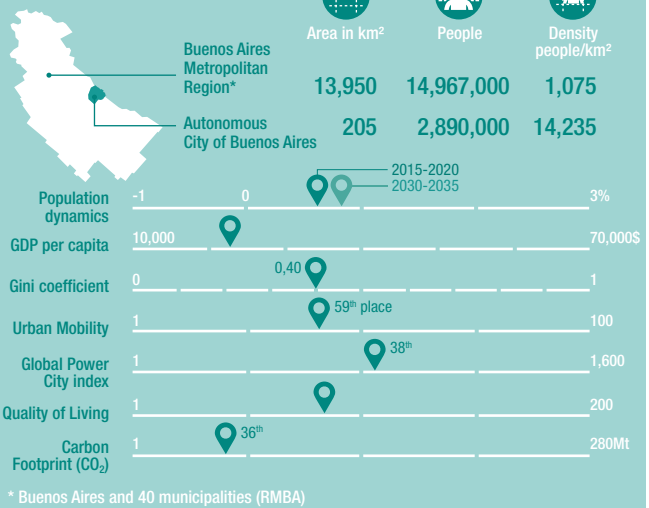 Area in km²
People
Density
people/km²
Buenos Aires
Metropolitan
Region*
13,950 14,967,000 1,075
Autonomous
City of Buenos Aires
205 2,890,000 14,235
2015-2020
2030-2035
Population
dynamics
-1 0 3%
GDP per capita
10,000 70,000$
Gini coefficient
0 0,40 1
Urban Mobility
1 59th place 100
Global Power
City index
1 38th 1,600
Quality of Living
1 200
Carbon
Footprint (CO₂)
1 36th 280Mt
* Buenos Aires and 40 municipalities (RMBA)